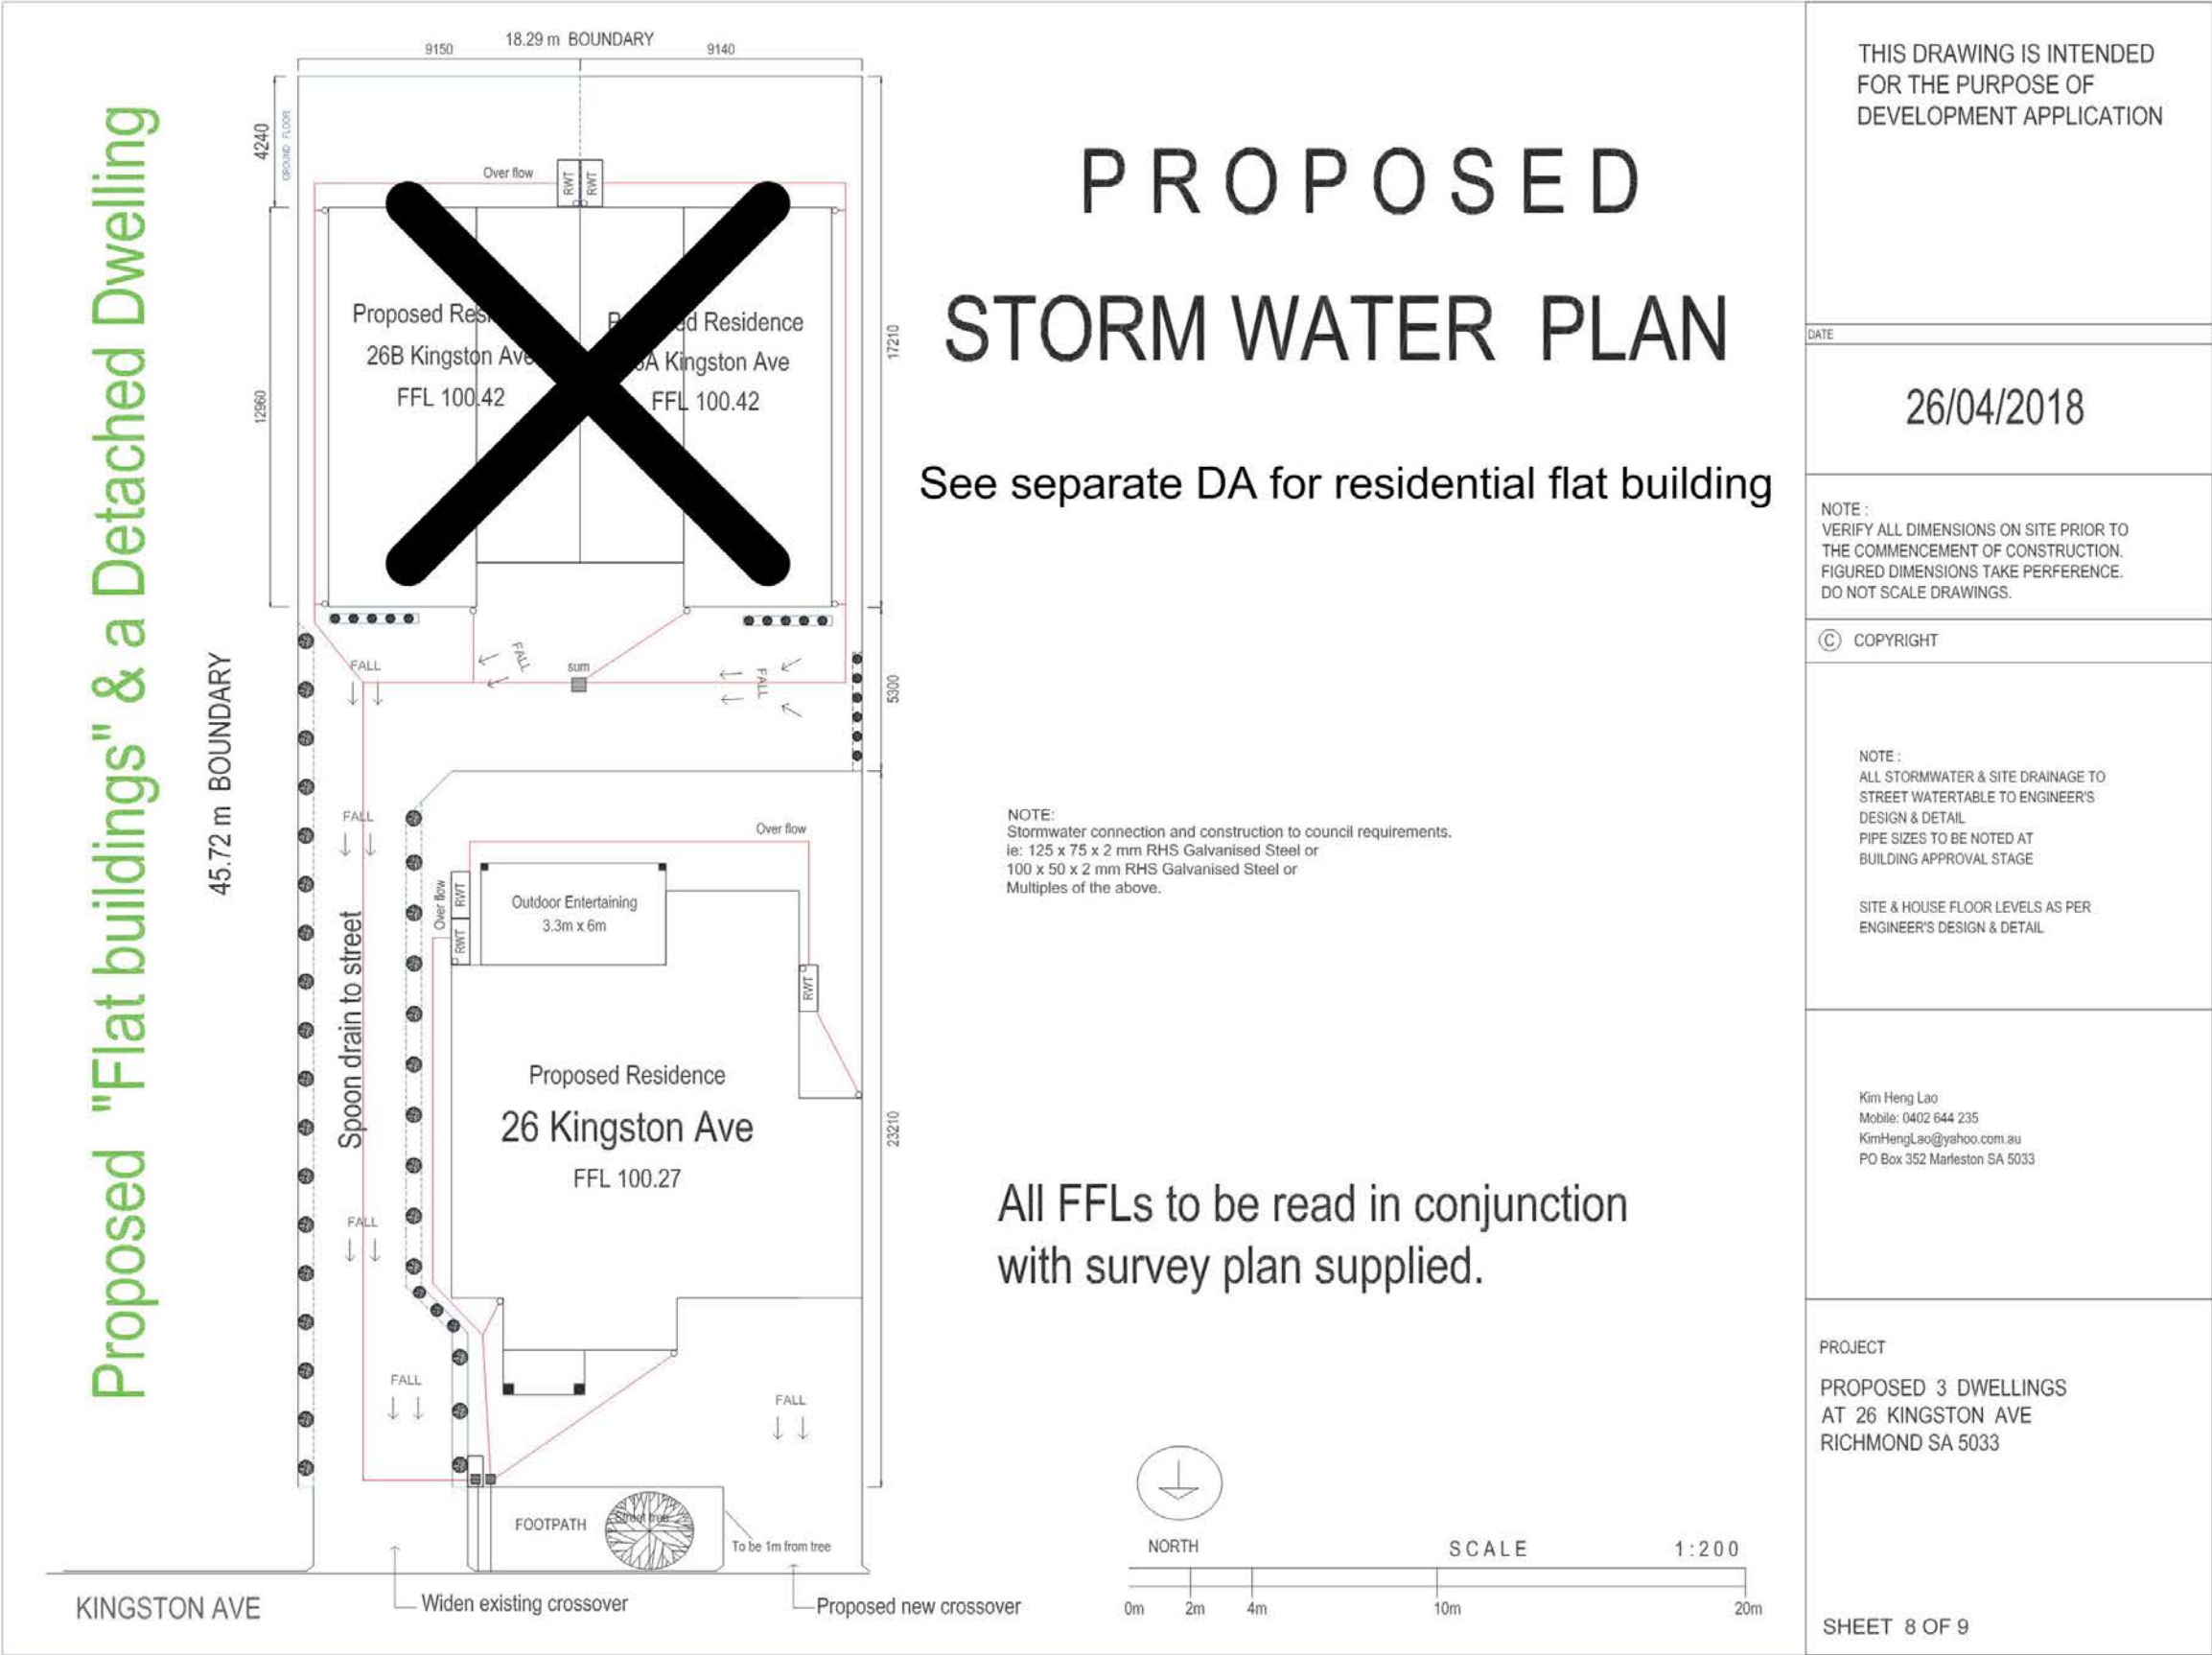 Proposed "Flat buildings" & a Detached Dwelling
18.29 m BOUNDARY
9150
9140
4240
GROUND FLOOR
Over flow
RWT
RWT
12960
17210
Proposed
26B Kingston Ave
FFL 100.42
Residence
Kingston Ave
FFL 100.42
FALL
FALL
sum
FALL
5300
45.72 m BOUNDARY
FALL
Spoon drain to street
Over flow
Over flow
RWT
RWT
Outdoor Entertaining
3.3m x 6m
RWT
Proposed Residence
26 Kingston Ave
FFL 100.27
23210
FALL
FALL
FALL
FOOTPATH
Street tree
To be 1m from tree
KINGSTON AVE
Widen existing crossover
Proposed new crossover
PROPOSED
STORM WATER PLAN
See separate DA for residential flat building
NOTE:
Stormwater connection and construction to council requirements.
ie: 125 x 75 x 2 mm RHS Galvanised Steel or
100 x 50 x 2 mm RHS Galvanised Steel or
Multiples of the above.
All FFLs to be read in conjunction
with survey plan supplied.
NORTH
SCALE 1:200
0m 2m 4m 10m 20m
THIS DRAWING IS INTENDED
FOR THE PURPOSE OF
DEVELOPMENT APPLICATION
DATE
26/04/2018
NOTE :
VERIFY ALL DIMENSIONS ON SITE PRIOR TO
THE COMMENCEMENT OF CONSTRUCTION.
FIGURED DIMENSIONS TAKE PERFERENCE.
DO NOT SCALE DRAWINGS.
© COPYRIGHT
NOTE :
ALL STORMWATER & SITE DRAINAGE TO
STREET WATERTABLE TO ENGINEER'S
DESIGN & DETAIL
PIPE SIZES TO BE NOTED AT
BUILDING APPROVAL STAGE
SITE & HOUSE FLOOR LEVELS AS PER
ENGINEER'S DESIGN & DETAIL
Kim Heng Lao
Mobile: 0402 644 235
KimHengLao@yahoo.com.au
PO Box 352 Marleston SA 5033
PROJECT
PROPOSED 3 DWELLINGS
AT 26 KINGSTON AVE
RICHMOND SA 5033
SHEET 8 OF 9